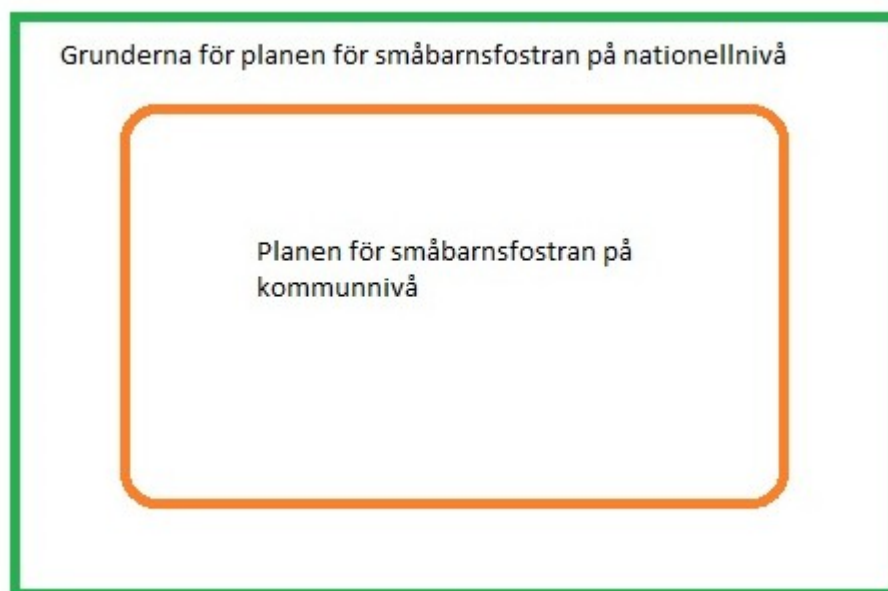 Grunderna för planen för småbarnsfostran på nationellnivå
Planen för småbarnsfostran på
kommunnivå